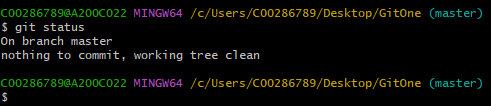 C00286789@A200C022 MINGW64 /c/Users/C00286789/Desktop/GitOne (master)
$ git status
On branch master
nothing to commit, working tree clean
C00286789@A200C022 MINGW64 /c/Users/C00286789/Desktop/GitOne (master)
$